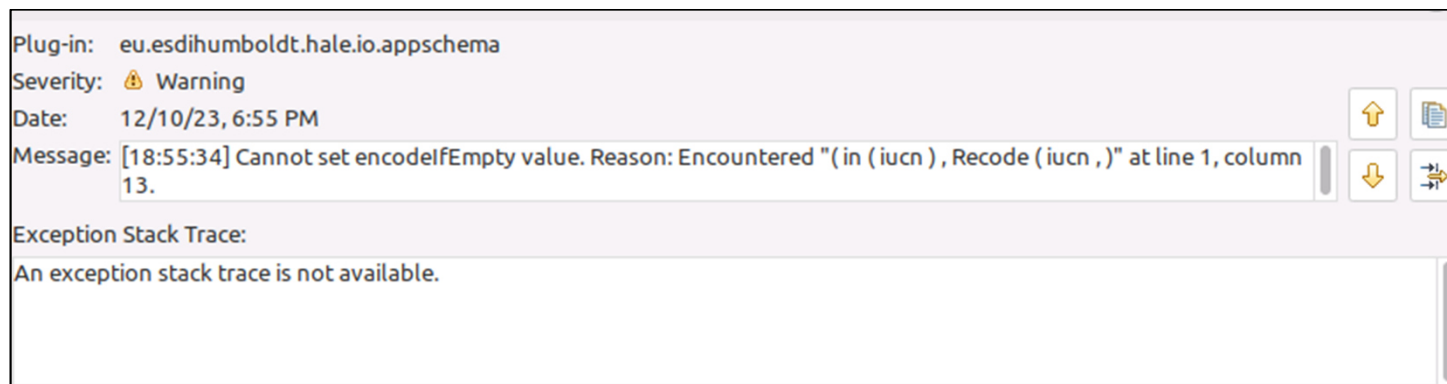 Plug-in: eu.esdihumboldt.hale.io.appschema
Severity: Warning
Date: 12/10/23, 6:55 PM
Message: [18:55:34] Cannot set encodeIfEmpty value. Reason: Encountered "( in ( iucn ) , Recode ( iucn , )" at line 1, column
13.
Exception Stack Trace:
An exception stack trace is not available.